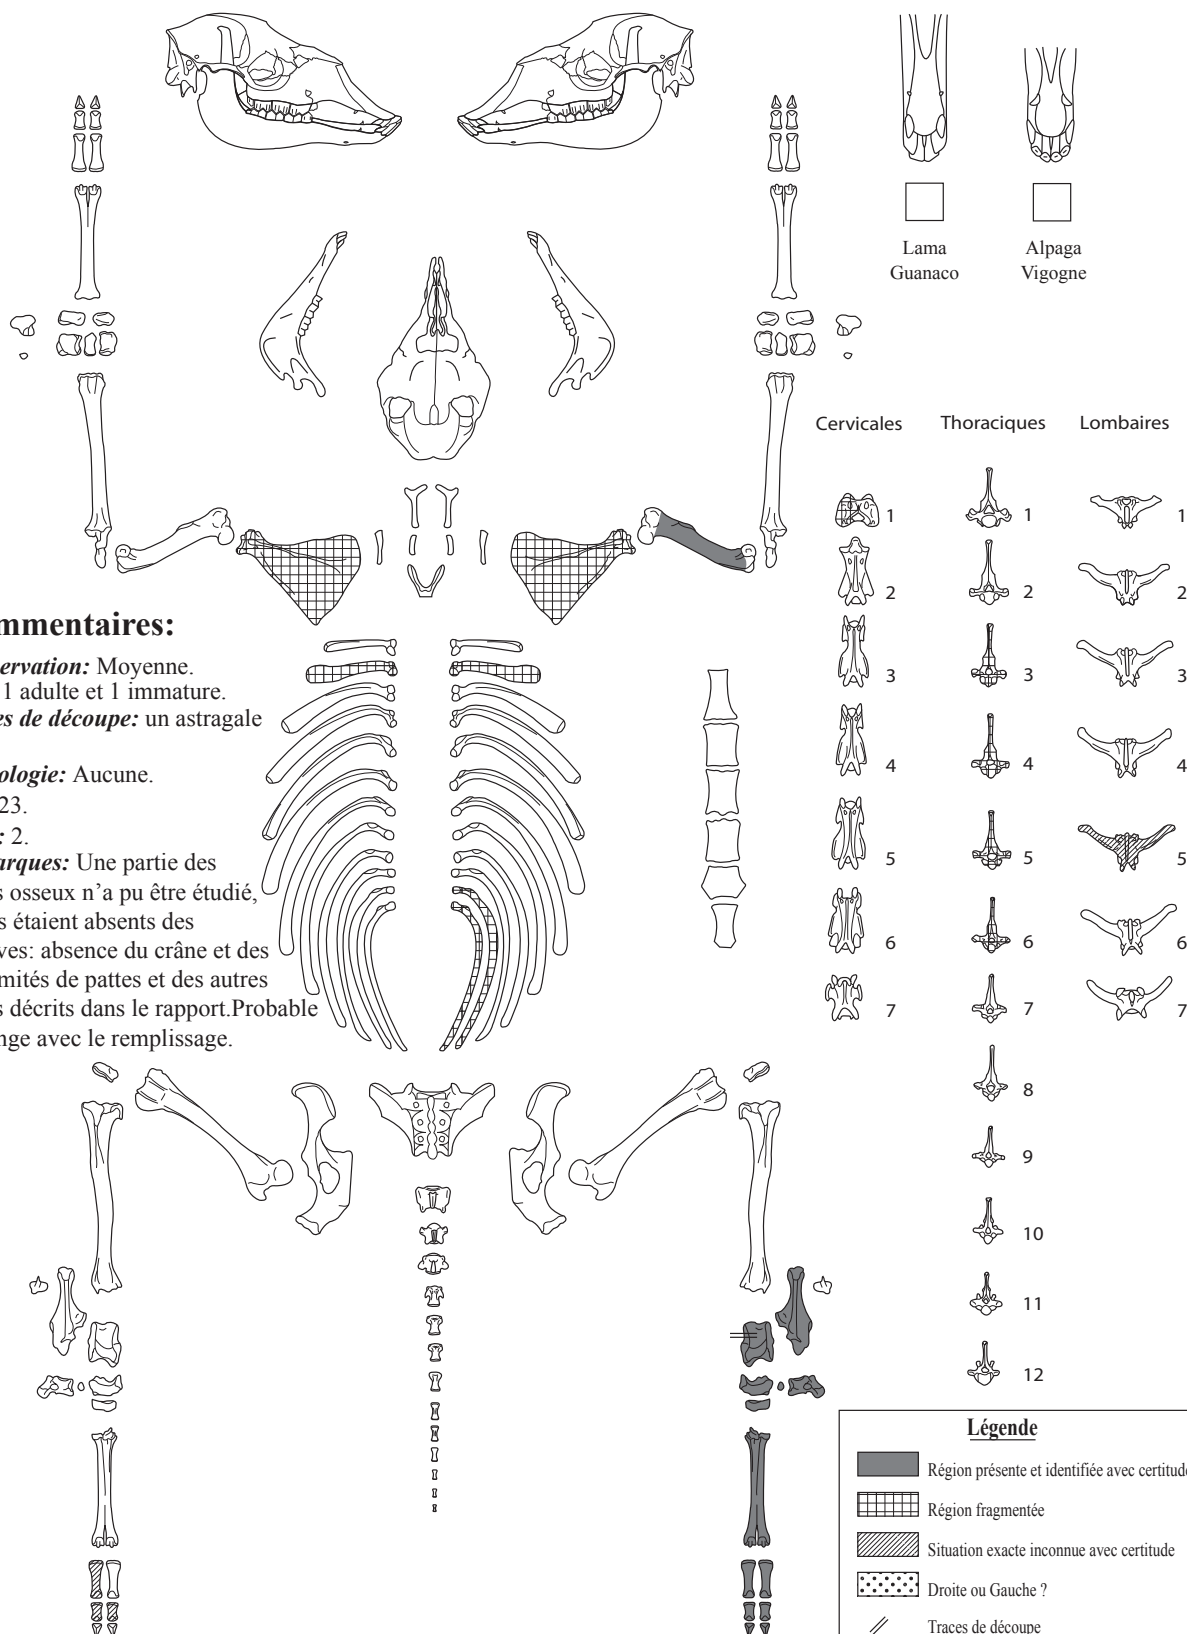 Lama
Guanaco
Alpaga
Vigogne
Cervicales
Thoraciques
Lombaires
1
2
3
4
5
6
7
1
2
3
4
5
6
7
8
9
10
11
12
1
2
3
4
5
6
7
mmentaires:
servation: Moyenne.
1 adulte et 1 immature.
es de découpe: un astragale
ologie: Aucune.
23.
: 2.
arques: Une partie des
s osseux n'a pu être étudié,
s étaient absents des
ves: absence du crâne et des
mités de pattes et des autres
s décrits dans le rapport.Probable
nge avec le remplissage.
Légende
Région présente et identifiée avec certitude
Région fragmentée
Situation exacte inconnue avec certitude
Droite ou Gauche ?
Traces de découpe